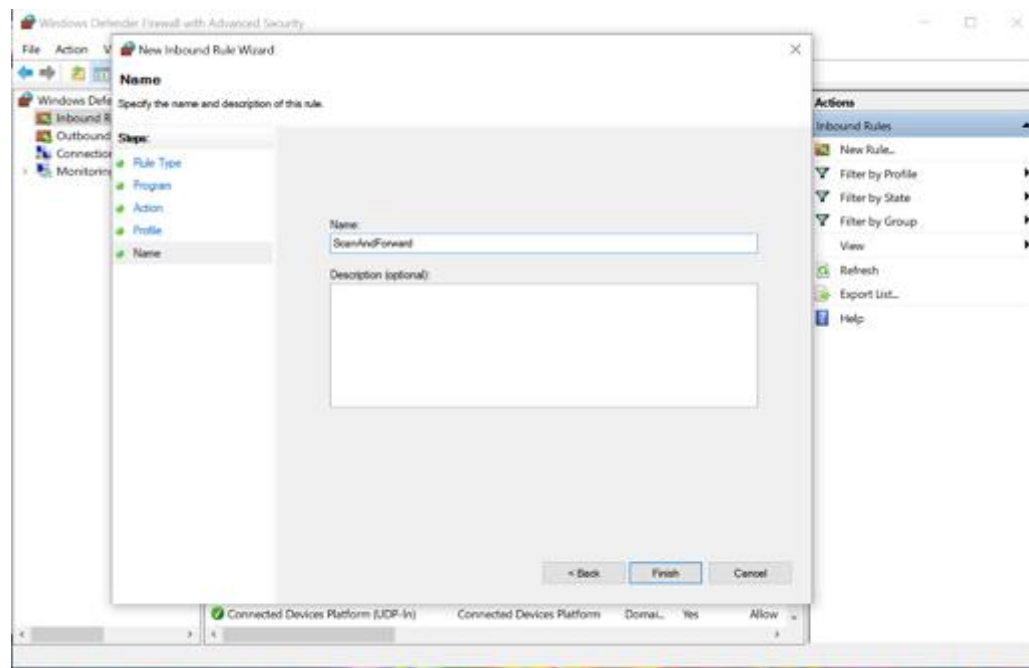 Windows Defender Firewall with Advanced Security
File Action V
New Inbound Rule Wizard
Name
Specify the name and description of this rule.
Windows Defe
Inbound R
Outbound
Connection
Monitoring
Steps:
Rule Type
Program
Action
Profile
Name
Name:
ScanAndForward
Description (optional):
< Back
Finish
Cancel
Actions
Inbound Rules
New Rule...
Filter by Profile
Filter by State
Filter by Group
View
Refresh
Export List...
Help
Connected Devices Platform (UDP-In) Connected Devices Platform Domai... Yes Allow